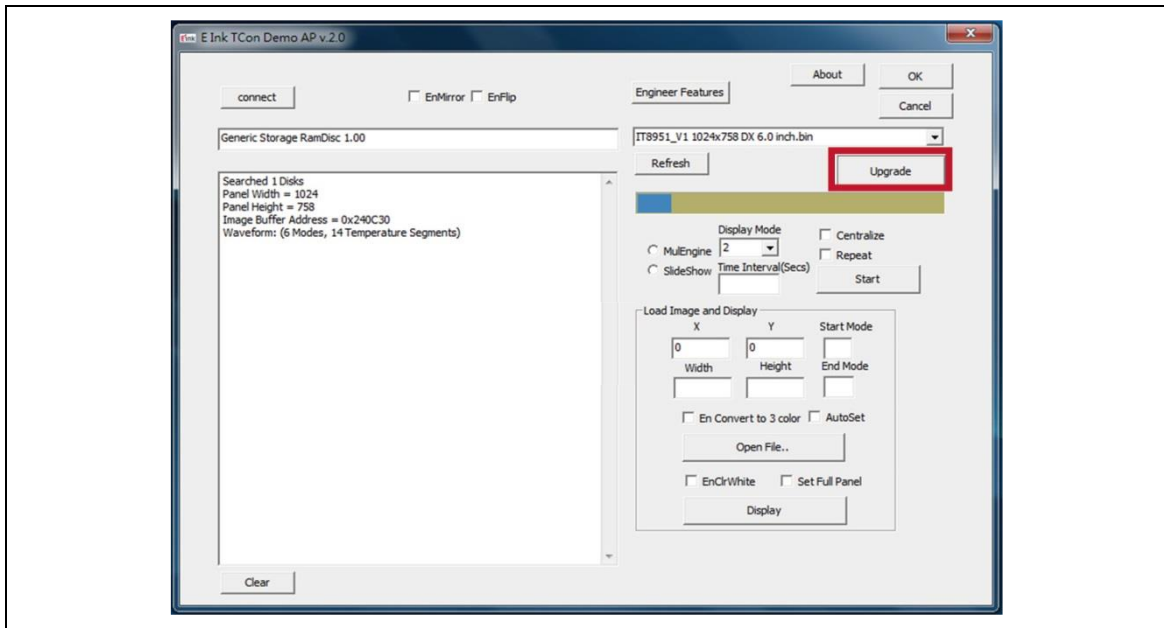 E Ink TCon Demo AP v.2.0
connect
EnMirror
EnFlip
Engineer Features
About
OK
Cancel
Generic Storage RamDisc 1.00
IT8951_V1 1024x758 DX 6.0 inch.bin
Refresh
Upgrade
Searched 1 Disks
Panel Width = 1024
Panel Height = 758
Image Buffer Address = 0x240C30
Waveform: (6 Modes, 14 Temperature Segments)
Display Mode
MulEngine
2
Centralize
Repeat
SlideShow
Time Interval(Secs)
Start
Load Image and Display
X
Y
Start Mode
0
0
Width
Height
End Mode
En Convert to 3 color
AutoSet
Open File..
EnClrWhite
Set Full Panel
Display
Clear